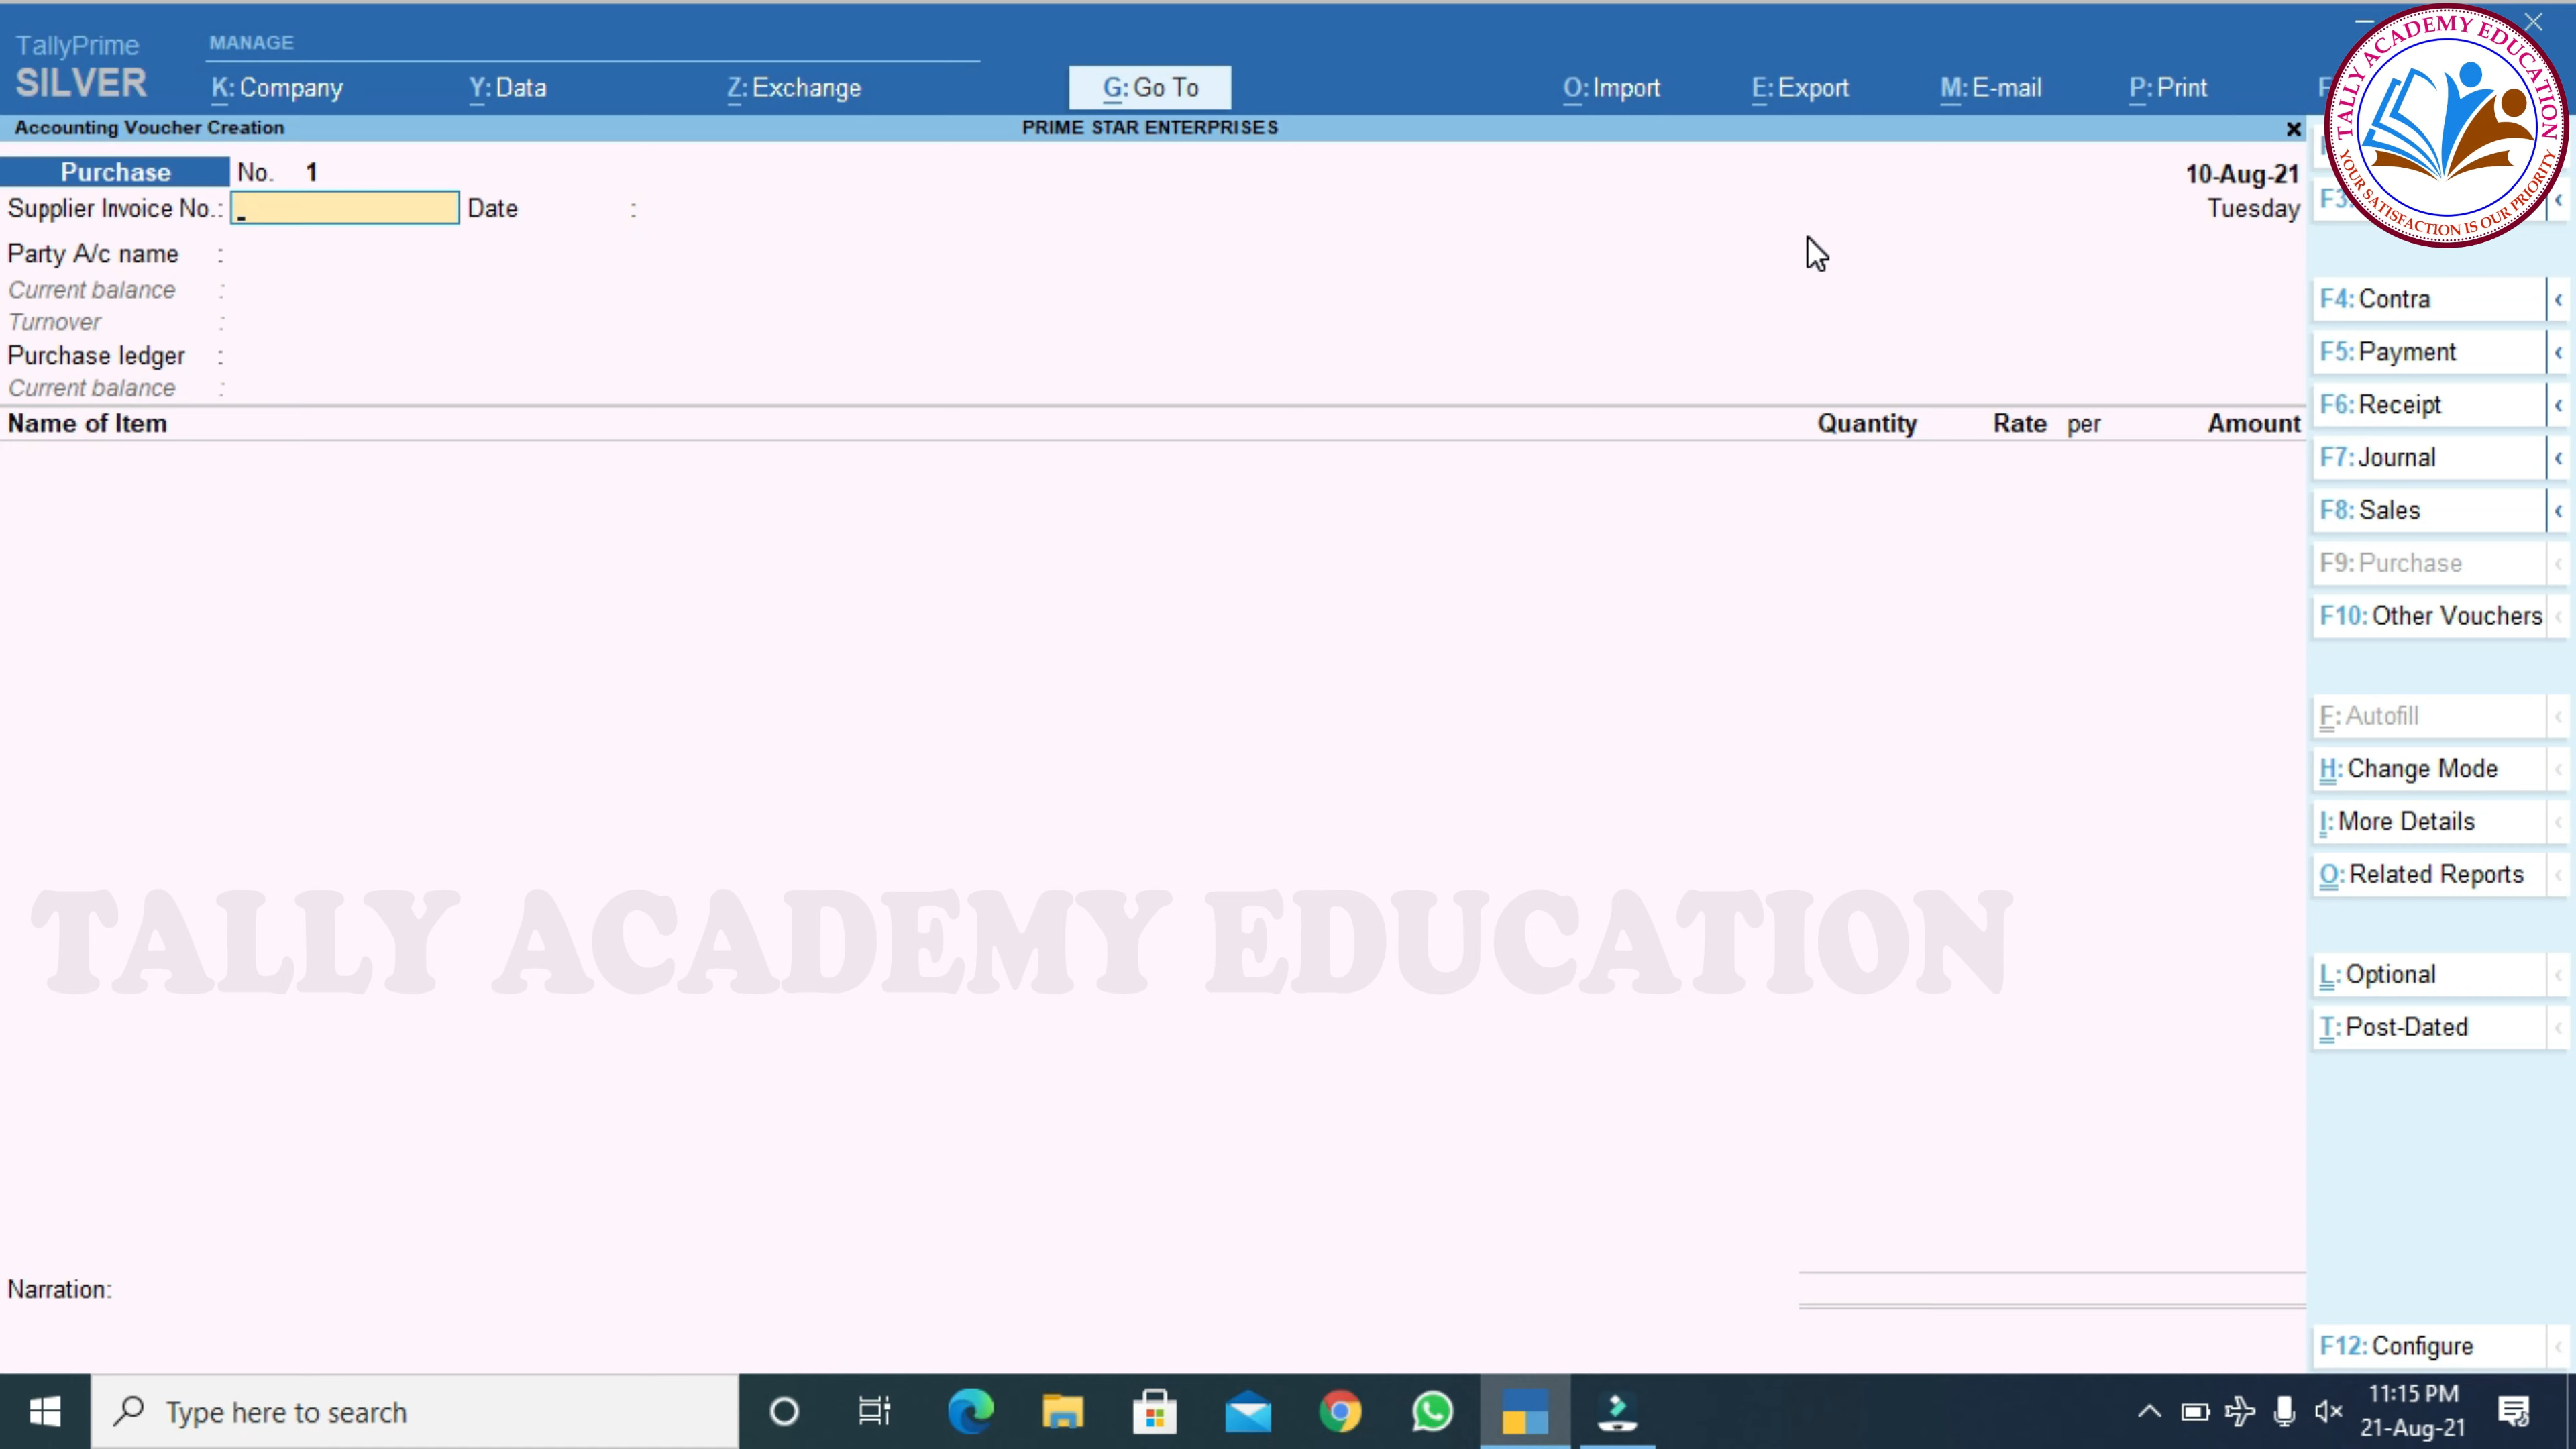 TallyPrime
SILVER
MANAGE
K: Company
Y: Data
Z: Exchange
G: Go To
O: Import
E: Export
M: E-mail
P: Print
TALLY ACADEMY EDUCATION
YOUR SATISFACTION IS OUR PRIORITY
Accounting Voucher Creation
PRIME STAR ENTERPRISES
Purchase No. 1
10-Aug-21
Supplier Invoice No.: Date :
Tuesday
F3:
Party A/c name :
Current balance :
Turnover :
Purchase ledger :
Current balance :
Name of Item Quantity Rate per Amount
F4: Contra
F5: Payment
F6: Receipt
F7: Journal
F8: Sales
F9: Purchase
F10: Other Vouchers
F: Autofill
H: Change Mode
I: More Details
O: Related Reports
L: Optional
T: Post-Dated
TALLY ACADEMY EDUCATION
Narration:
F12: Configure
Type here to search
11:15 PM
21-Aug-21